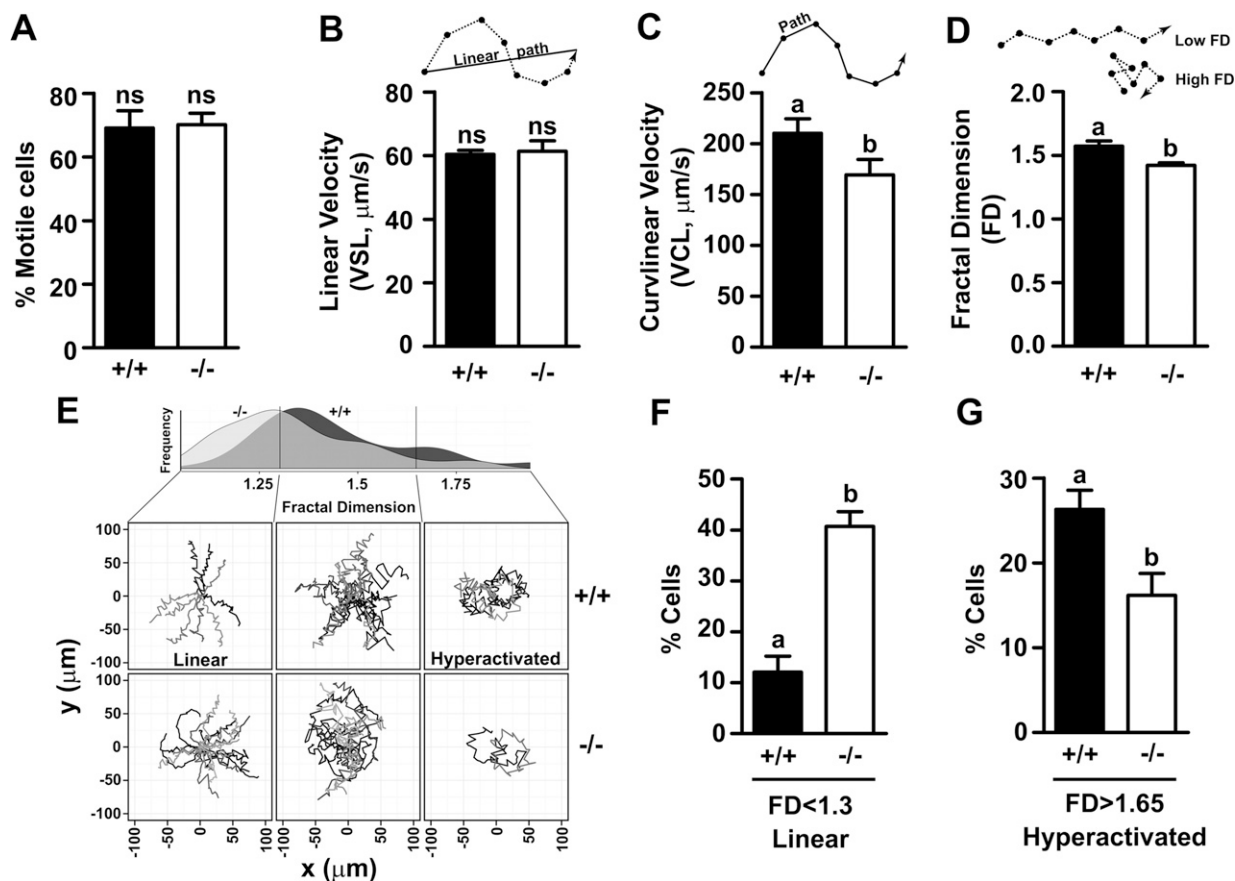 A
% Motile cells
80
60
40
20
0
ns
ns
+/+
-/-
B
Linear path
Linear Velocity
(VSL, μm/s)
80
60
40
20
0
ns
ns
+/+
-/-
C
Path
Curvlinear Velocity
(VCL, μm/s)
250
200
150
100
50
0
a
b
+/+
-/-
D
Low FD
High FD
Fractal Dimension
(FD)
2.0
1.5
1.0
0.5
0.0
a
b
+/+
-/-
E
Frequency
-/-
+/+
1.25
1.5
1.75
Fractal Dimension
y (μm)
100
50
0
-50
-100
Linear
Hyperactivated
+/+
100
50
0
-50
-100
-/-
-100
-50
0
50
100
-100
-50
0
50
100
-100
-50
0
50
100
x (μm)
F
% Cells
50
40
30
20
10
0
a
b
+/+
-/-
FD<1.3
Linear
G
% Cells
30
20
10
0
a
b
+/+
-/-
FD>1.65
Hyperactivated